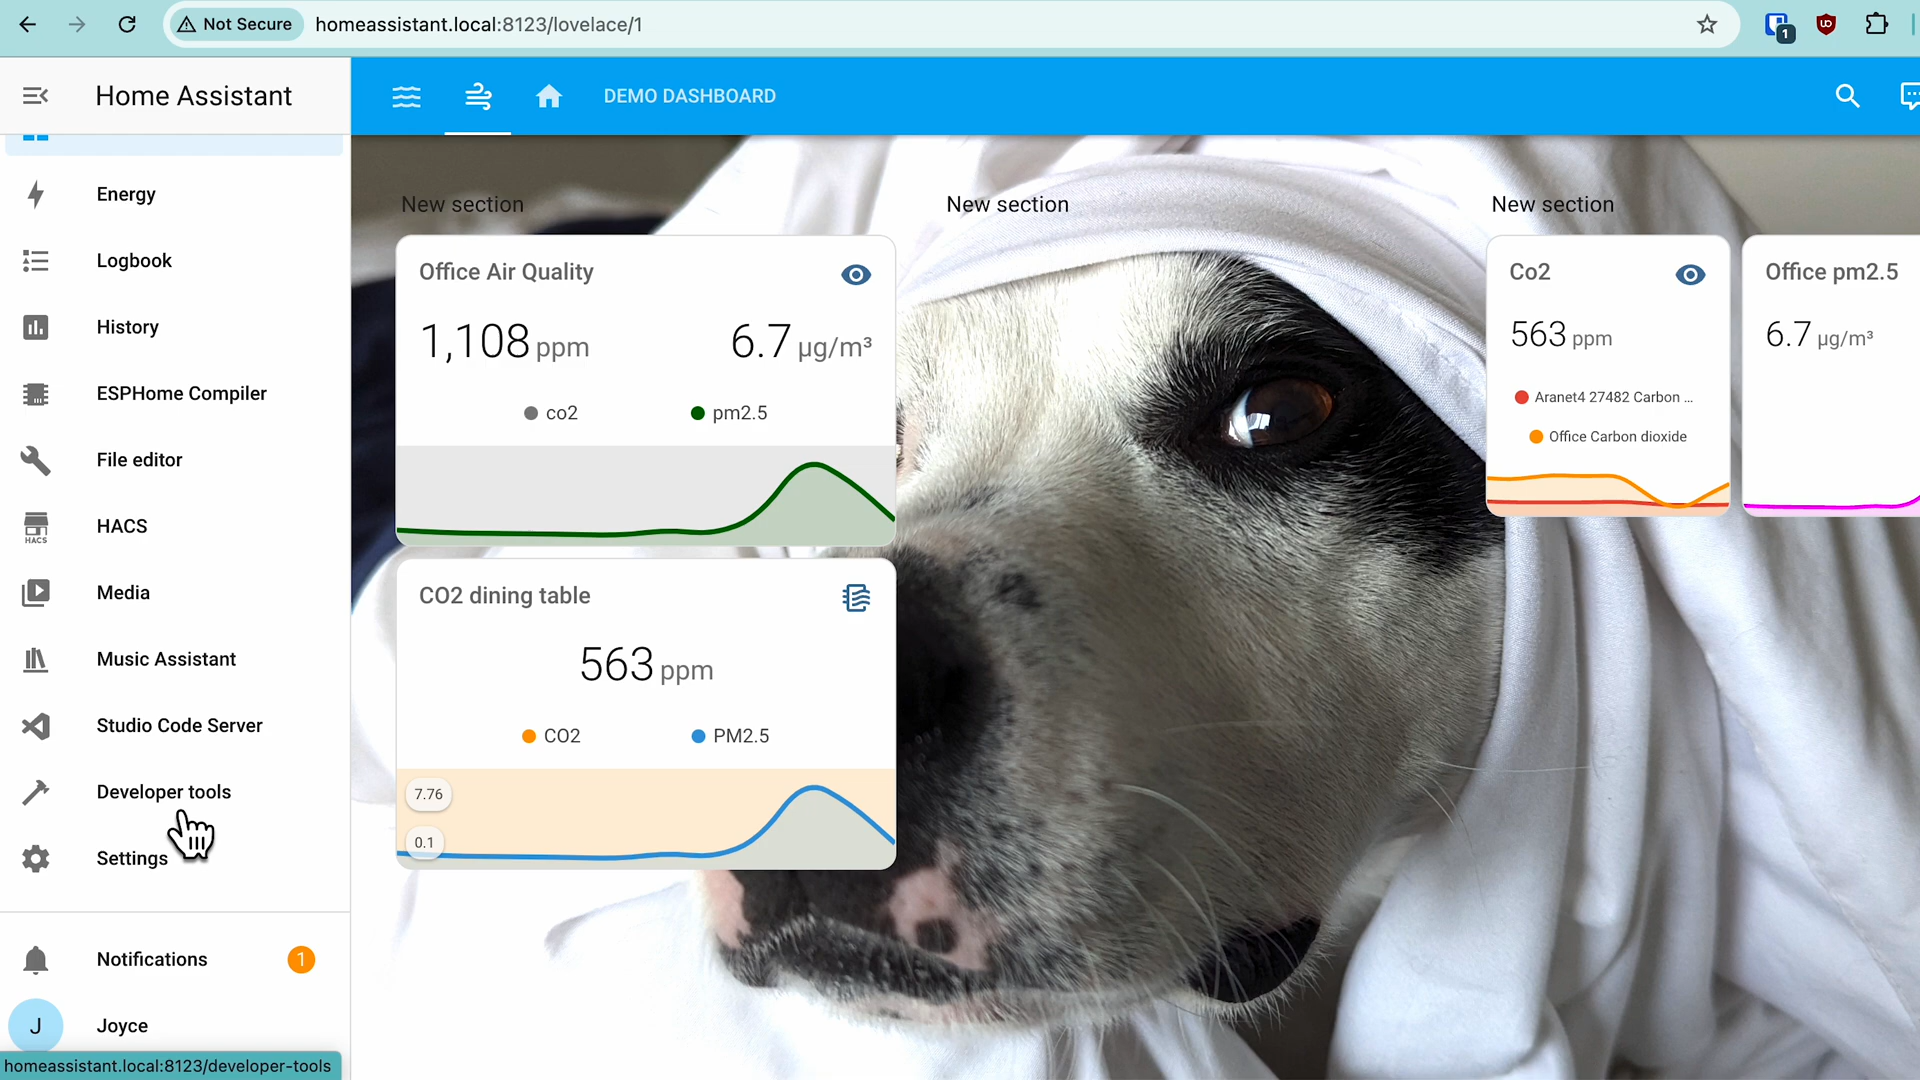 Not Secure
homeassistant.local:8123/lovelace/1
1
Home Assistant
DEMO DASHBOARD
Energy
Logbook
History
ESPHome Compiler
File editor
HACS
HACS
Media
Music Assistant
Studio Code Server
Developer tools
Settings
Notifications
1
J
Joyce
homeassistant.local:8123/developer-tools
New section
Office Air Quality
1,108 ppm
6.7 µg/m³
co2
pm2.5
CO2 dining table
563 ppm
CO2
PM2.5
7.76
0.1
New section
New section
Co2
563 ppm
Aranet4 27482 Carbon ...
Office Carbon dioxide
Office pm2.5
6.7 µg/m³